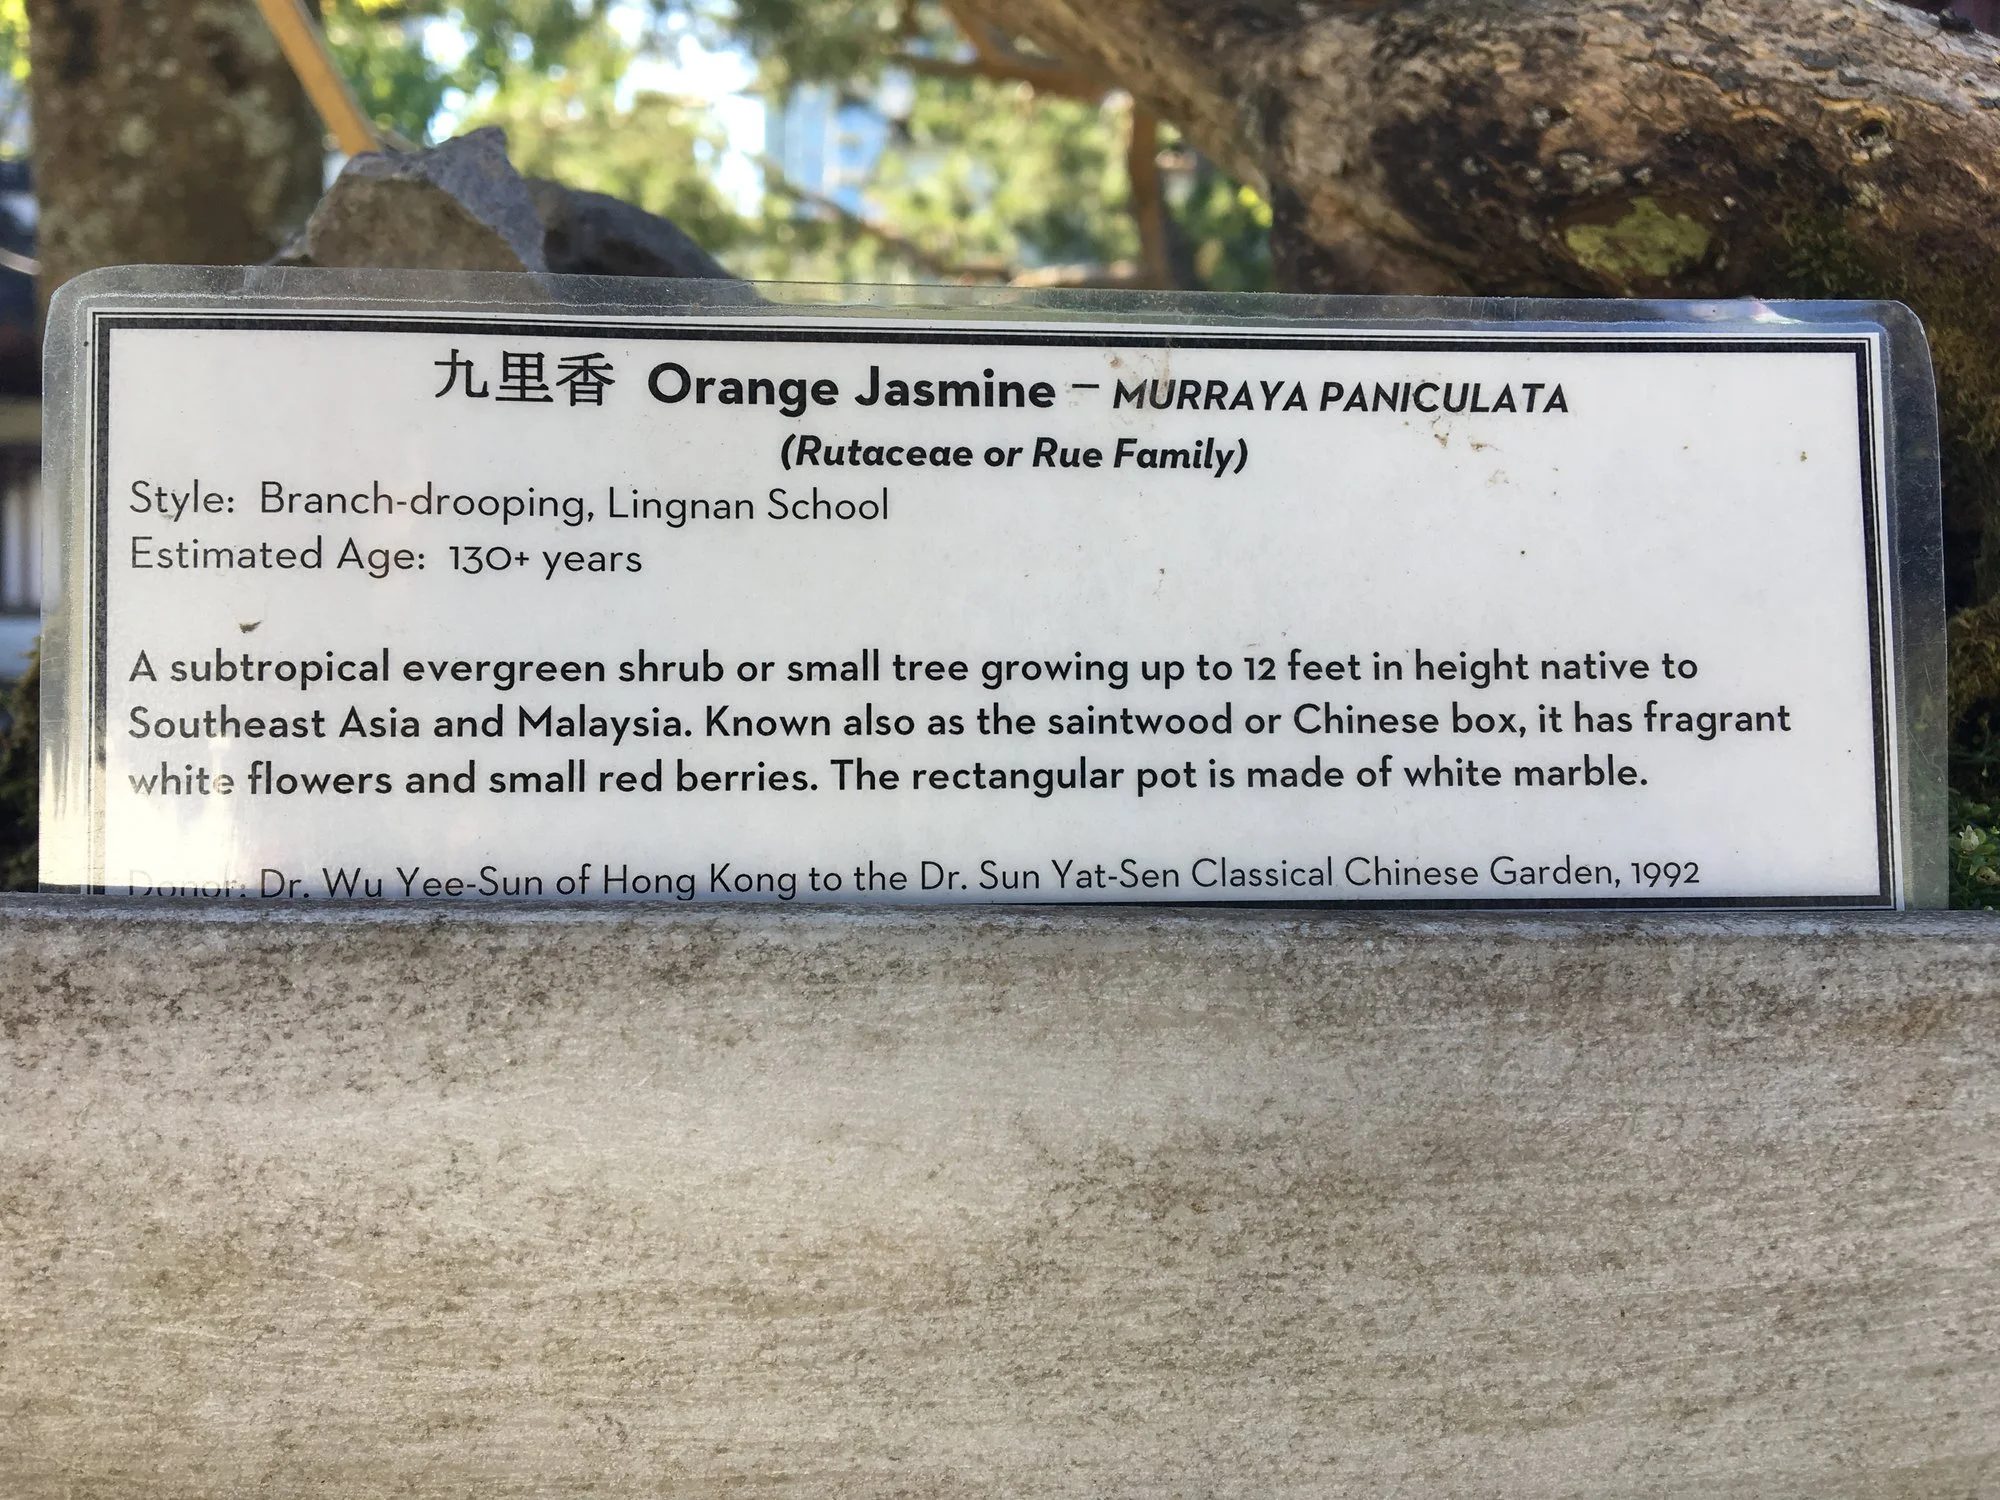 九里香 Orange Jasmine – MURRAYA PANICULATA
(Rutaceae or Rue Family)
Style: Branch-drooping, Lingnan School
Estimated Age: 130+ years
A subtropical evergreen shrub or small tree growing up to 12 feet in height native to
Southeast Asia and Malaysia. Known also as the saintwood or Chinese box, it has fragrant
white flowers and small red berries. The rectangular pot is made of white marble.
Donor: Dr. Wu Yee-Sun of Hong Kong to the Dr. Sun Yat-Sen Classical Chinese Garden, 1992